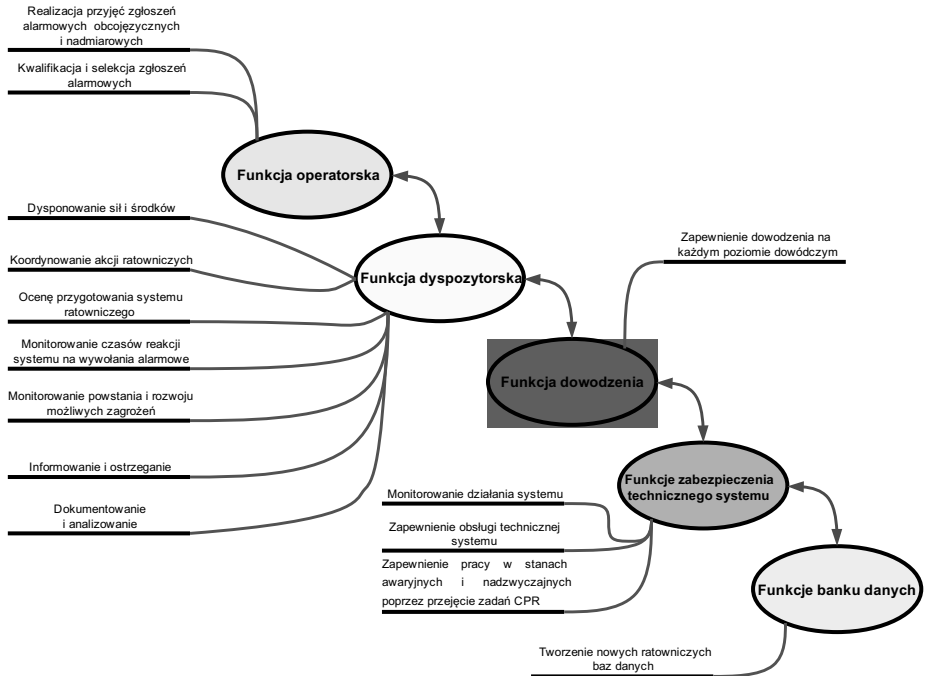 Realizacja przyjęć zgłoszeń
alarmowych obcojęzycznych
i nadmiarowych
Kwalifikacja i selekcja zgłoszeń
alarmowych
Funkcja operatorska
Dysponowanie sił i środków
Koordynowanie akcji ratowniczych
Ocenę przygotowania systemu
ratowniczego
Monitorowanie czasów reakcji
systemu na wywołania alarmowe
Monitorowanie powstania i rozwoju
możliwych zagrożeń
Informowanie i ostrzeganie
Dokumentowanie
i analizowanie
Funkcja dyspozytorska
Zapewnienie dowodzenia na
każdym poziomie dowódczym
Funkcja dowodzenia
Funkcje zabezpieczenia
technicznego systemu
Monitorowanie działania systemu
Zapewnienie obsługi technicznej
systemu
Zapewnienie pracy w stanach
awaryjnych i nadzwyczajnych
poprzez przejęcie zadań CPR
Funkcje banku danych
Tworzenie nowych ratowniczych
baz danych